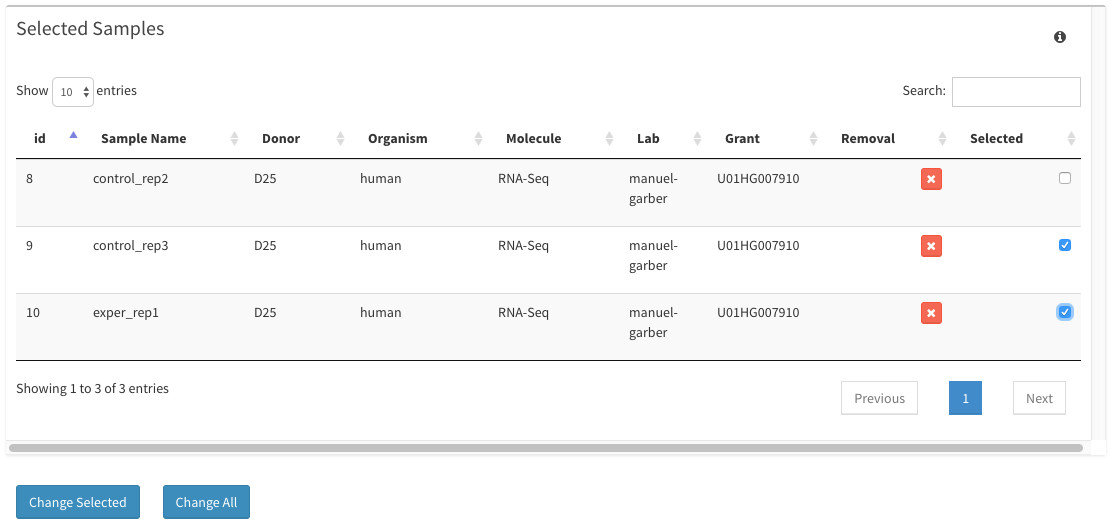 Selected Samples
Show 10 entries
Search:
id Sample Name Donor Organism Molecule Lab Grant Removal Selected
8 control_rep2 D25 human RNA-Seq manuel- U01HG007910
garber
9 control_rep3 D25 human RNA-Seq manuel- U01HG007910
garber
10 exper_rep1 D25 human RNA-Seq manuel- U01HG007910
garber
Showing 1 to 3 of 3 entries
Previous 1 Next
Change Selected Change All